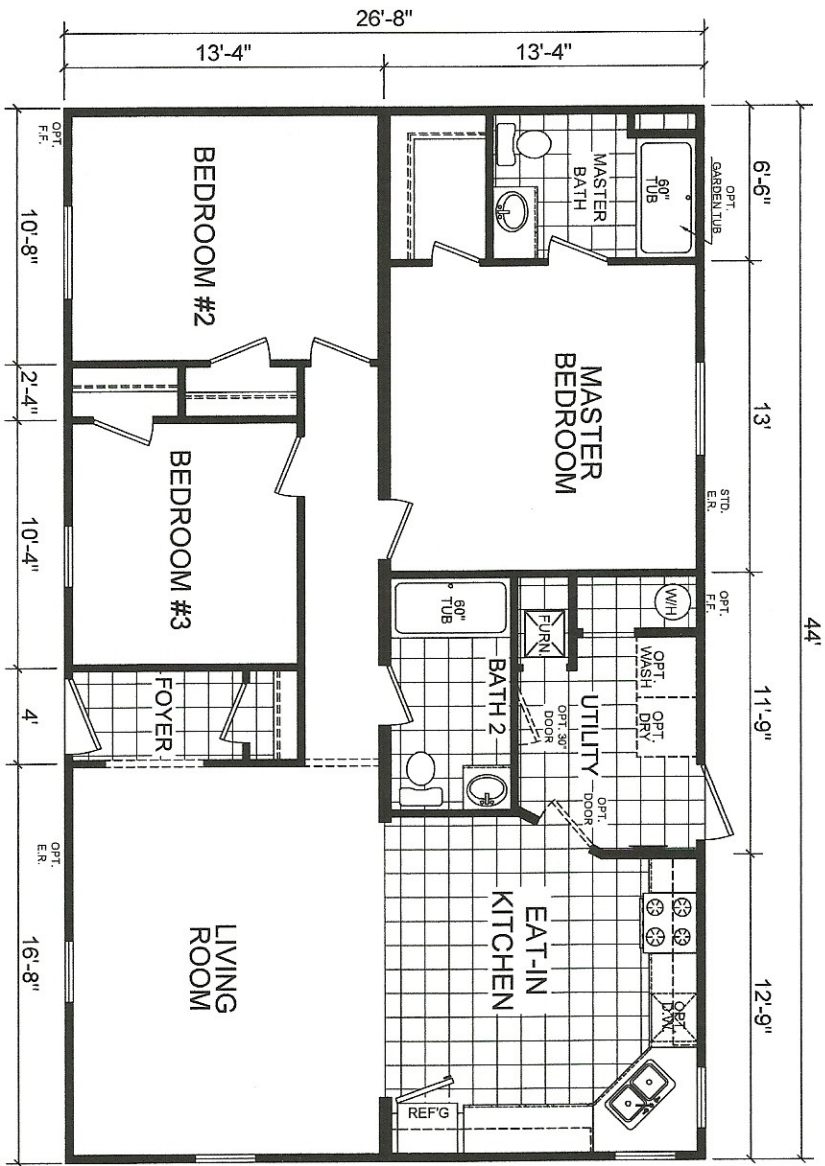 26'-8"
13'-4"
13'-4"
OPT.
F.F.
10'-8"
2'-4"
10'-4"
4'
OPT.
E.R.
16'-8"
BEDROOM #2
MASTER
BATH
60"
TUB
OPT.
GARDEN TUB
6'-6"
MASTER
BEDROOM
13'
STD.
E.R.
44'
BEDROOM #3
60"
TUB
BATH 2
FURN.
W/H
OPT.
F.F.
OPT.
WASH
OPT.
DRY
UTILITY
OPT. 30"
DOOR
OPT.
DOOR
11'-9"
FOYER
LIVING
ROOM
EAT-IN
KITCHEN
OPT.
D.W.
12'-9"
REF'G